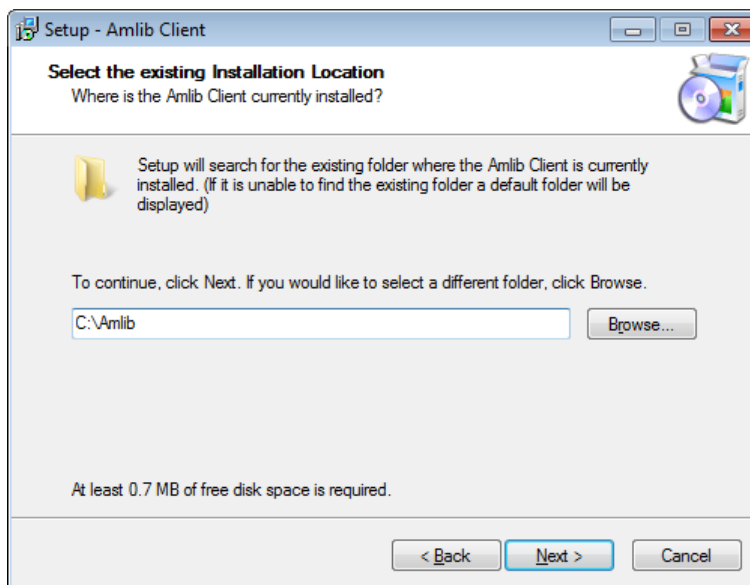 Setup - Amlib Client
Select the existing Installation Location
Where is the Amlib Client currently installed?
Setup will search for the existing folder where the Amlib Client is currently
installed. (If it is unable to find the existing folder a default folder will be
displayed)
To continue, click Next. If you would like to select a different folder, click Browse.
C:\Amlib
Browse...
At least 0.7 MB of free disk space is required.
< Back
Next >
Cancel